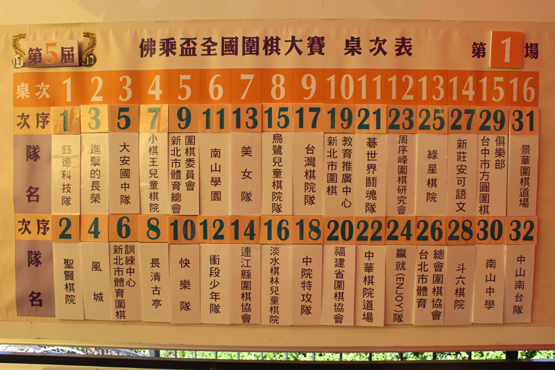 第5屆 佛乘盃全國圍棋大賽 桌次表 第1場
桌次 1 2 3 4 5 6 7 8 9 10 11 12 13 14 15 16
次序 1 3 5 7 9 11 13 15 17 19 21 23 25 27 29 31
隊名
鈺德科技隊
進擊的長榮
大安國中隊
小棋王兒童棋院
新北市體育總會
圍棋委員會
南山學園
美女隊
烏鷺兒童棋院隊
台灣棋院隊
新北市圍棋
教育推廣中心
碁世界鬪魂隊
周序峰圍棋研究會
綠星棋院
新莊安可語文
台中市方圓圍棋
俱樂部
景華圍棋道場
次序 2 4 6 8 10 12 14 16 18 20 22 24 26 28 30 32
隊名
聖賢棋院
風城
新北市體育圍棋
訓練中心
長清古亭
快樂隊
衝段少年隊
連江縣圍棋協會
淡水棋林兒童棋院
中院特攻隊
福建省圍棋協會
中華棋院道場
贏就(ENJOY)隊
台北市體育
總會圍棋協會
斗六棋院
南山中學
中山南台隊